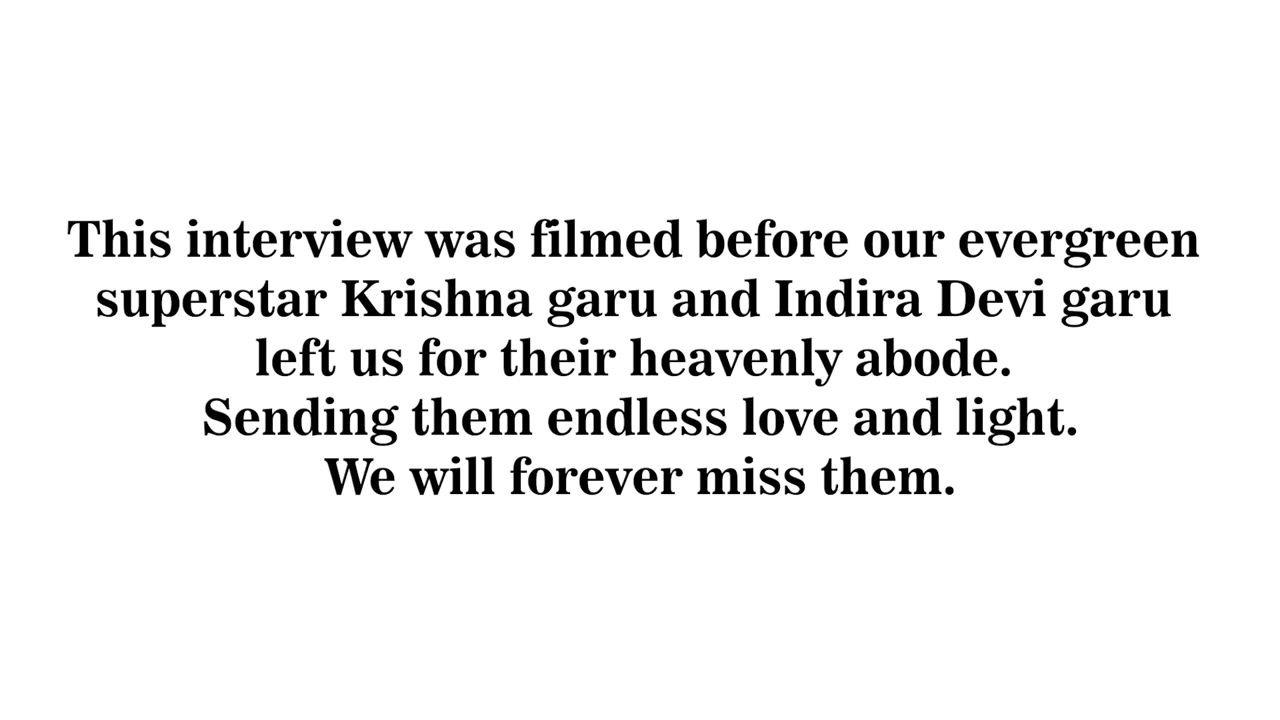 This interview was filmed before our evergreen
superstar Krishna garu and Indira Devi garu
left us for their heavenly abode.
Sending them endless love and light.
We will forever miss them.